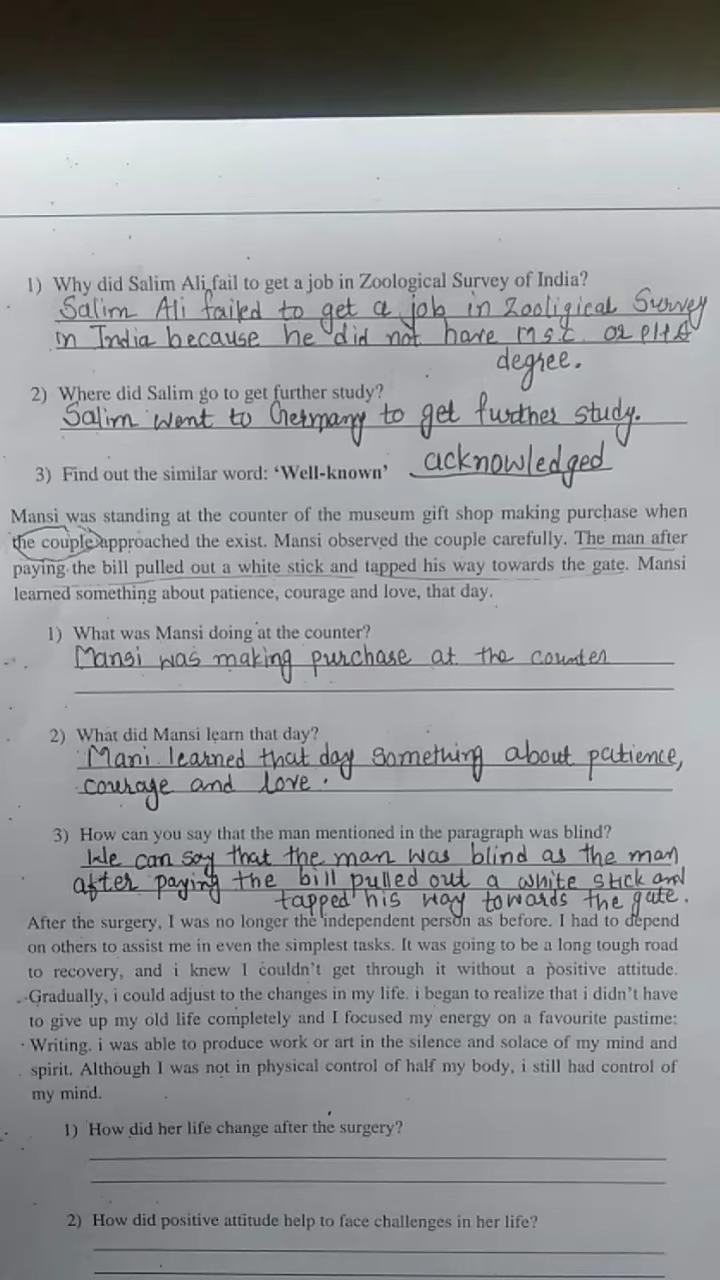 1) Why did Salim Ali fail to get a job in Zoological Survey of India?
Salim Ali failed to get a job in Zooligical Survey
in India because he did not have M.S.C. or PHD
degree.
2) Where did Salim go to get further study?
Salim went to Germany to get further study.
3) Find out the similar word: 'Well-known' acknowledged
Mansi was standing at the counter of the museum gift shop making purchase when
the couple approached the exist. Mansi observed the couple carefully. The man after
paying the bill pulled out a white stick and tapped his way towards the gate. Mansi
learned something about patience, courage and love, that day.
1) What was Mansi doing at the counter?
Mansi was making purchase at the counter
2) What did Mansi learn that day?
Mani learned that day something about patience,
courage and love.
3) How can you say that the man mentioned in the paragraph was blind?
We can say that the man was blind as the man
after paying the bill pulled out a white stick and
tapped his way towards the gate.
After the surgery, I was no longer the independent person as before. I had to depend
on others to assist me in even the simplest tasks. It was going to be a long tough road
to recovery, and i knew I couldn't get through it without a positive attitude.
Gradually, i could adjust to the changes in my life. i began to realize that i didn't have
to give up my old life completely and I focused my energy on a favourite pastime:
Writing. i was able to produce work or art in the silence and solace of my mind and
spirit. Although I was not in physical control of half my body, i still had control of
my mind.
1) How did her life change after the surgery?
2) How did positive attitude help to face challenges in her life?